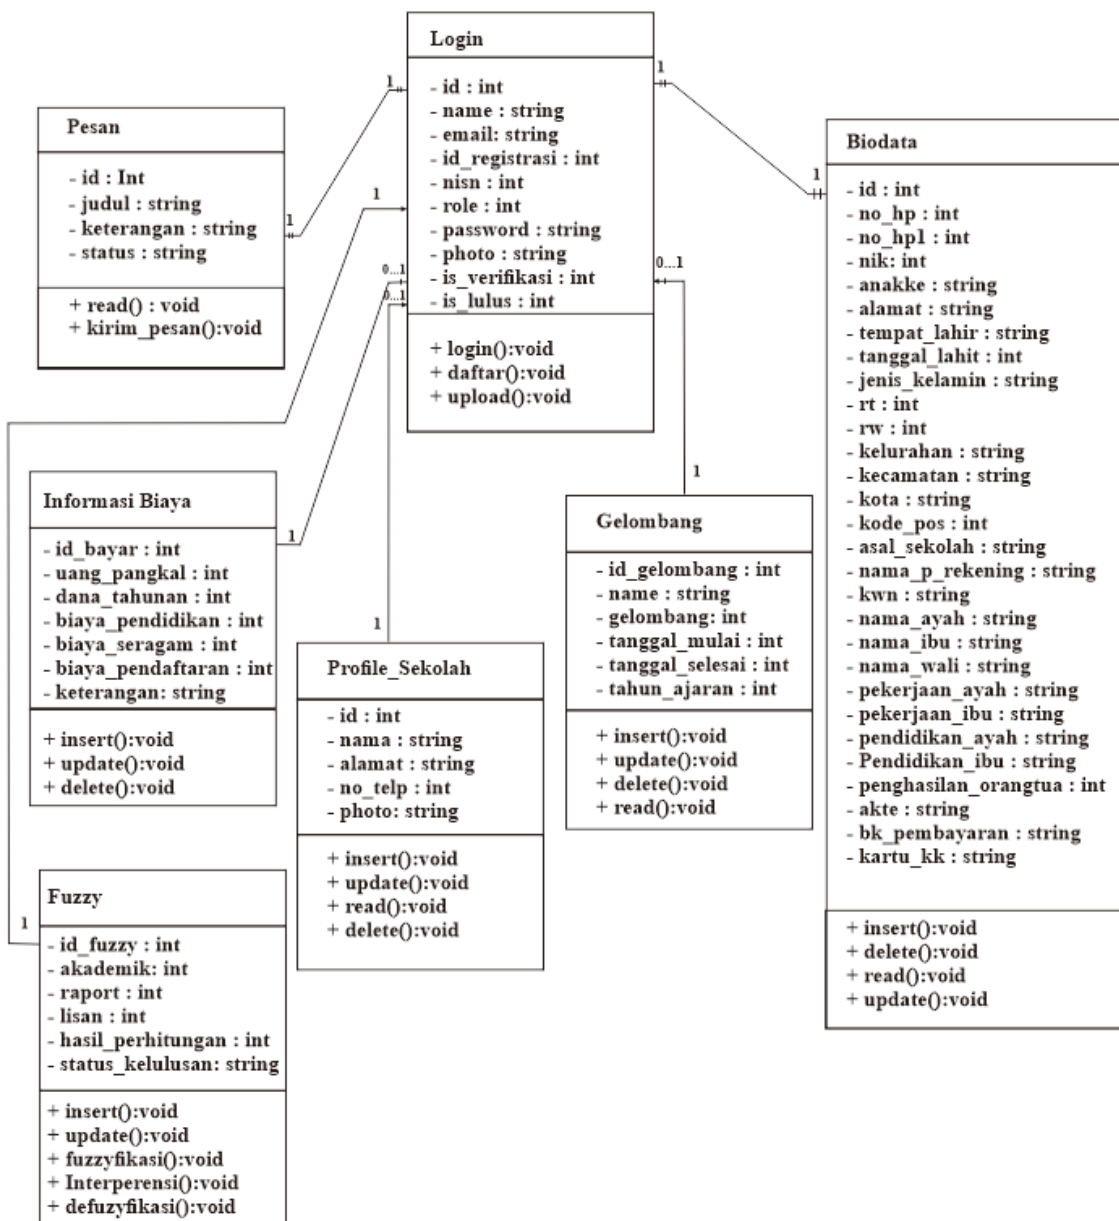 Login
- id : int
- name : string
- email: string
- id_registrasi : int
- nisn : int
- role : int
- password : string
- photo : string
- is_verifikasi : int
- is_lulus : int
+ login():void
+ daftar():void
+ upload():void
1
1
1
1
1
0...1
0...1
0...1
Pesan
- id : Int
- judul : string
- keterangan : string
- status : string
+ read() : void
+ kirim_pesan():void
Biodata
- id : int
- no_hp : int
- no_hp1 : int
- nik: int
- anakke : string
- alamat : string
- tempat_lahir : string
- tanggal_lahit : int
- jenis_kelamin : string
- rt : int
- rw : int
- kelurahan : string
- kecamatan : string
- kota : string
- kode_pos : int
- asal_sekolah : string
- nama_p_rekening : string
- kwn : string
- nama_ayah : string
- nama_ibu : string
- nama_wali : string
- pekerjaan_ayah : string
- pekerjaan_ibu : string
- pendidikan_ayah : string
- Pendidikan_ibu : string
- penghasilan_orangtua : int
- akte : string
- bk_pembayaran : string
- kartu_kk : string
+ insert():void
+ delete():void
+ read():void
+ update():void
Informasi Biaya
- id_bayar : int
- uang_pangkal : int
- dana_tahunan : int
- biaya_pendidikan : int
- biaya_seragam : int
- biaya_pendaftaran : int
- keterangan: string
+ insert():void
+ update():void
+ delete():void
1
1
Gelombang
- id_gelombang : int
- name : string
- gelombang: int
- tanggal_mulai : int
- tanggal_selesai : int
- tahun_ajaran : int
+ insert():void
+ update():void
+ delete():void
+ read():void
1
Profile_Sekolah
- id : int
- nama : string
- alamat : string
- no_telp : int
- photo: string
+ insert():void
+ update():void
+ read():void
+ delete():void
1
Fuzzy
- id_fuzzy : int
- akademik: int
- raport : int
- lisan : int
- hasil_perhitungan : int
- status_kelulusan: string
+ insert():void
+ update():void
+ fuzzyfikasi():void
+ Interperensi():void
+ defuzyfikasi():void